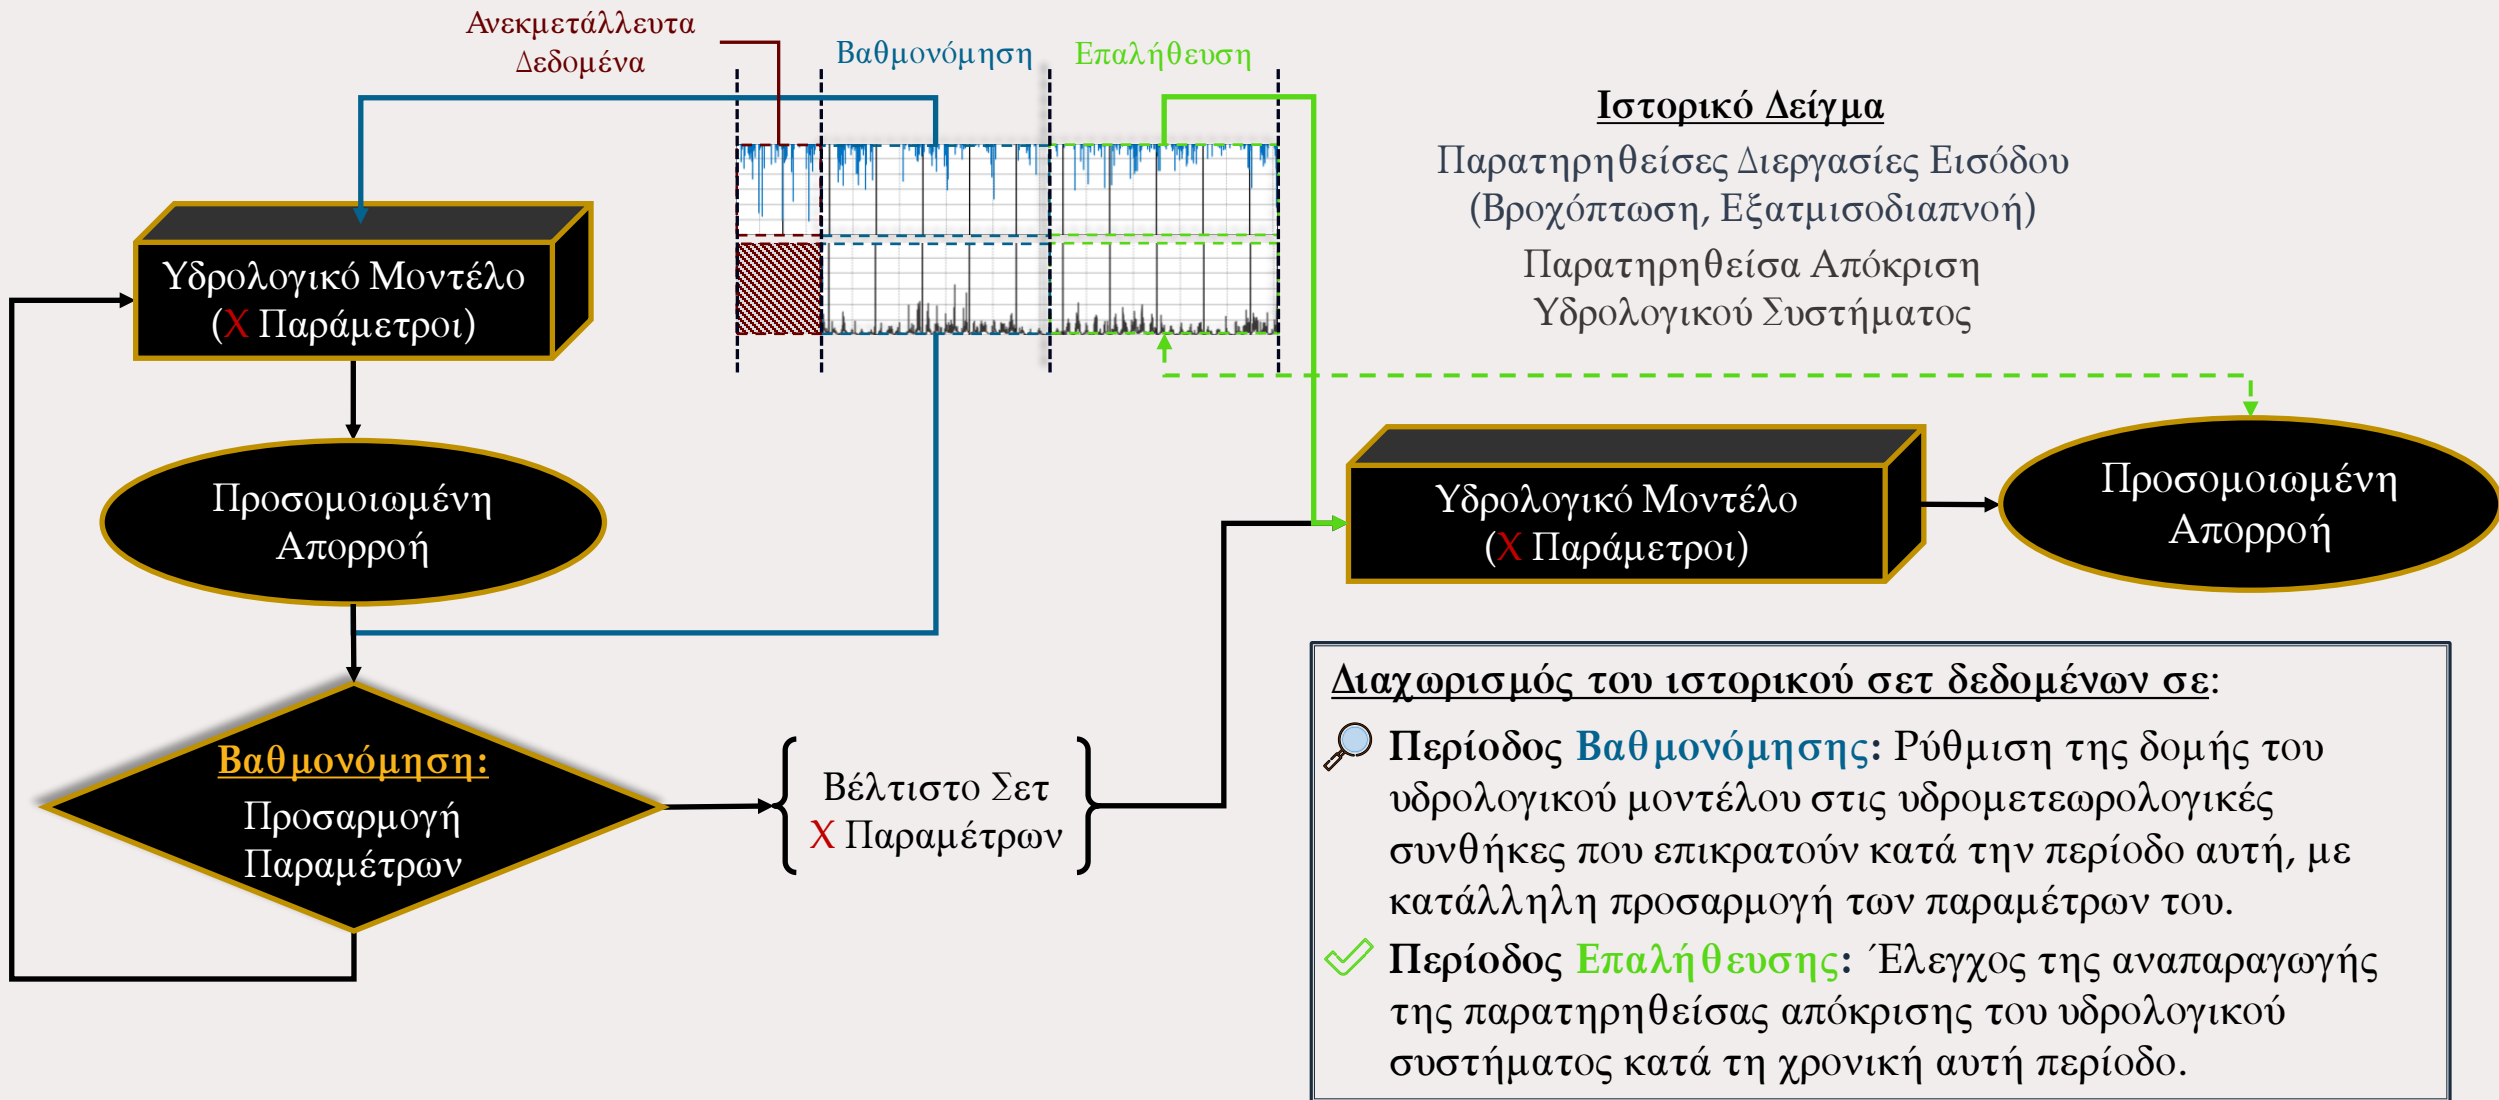 Ανεκμετάλλευτα
Δεδομένα
Βαθμονόμηση
Επαλήθευση
Ιστορικό Δείγμα
Παρατηρηθείσες Διεργασίες Εισόδου
(Βροχόπτωση, Εξατμισοδιαπνοή)
Παρατηρηθείσα Απόκριση
Υδρολογικού Συστήματος
Υδρολογικό Μοντέλο
(X Παράμετροι)
Προσομοιωμένη
Απορροή
Υδρολογικό Μοντέλο
(X Παράμετροι)
Προσομοιωμένη
Απορροή
Βαθμονόμηση:
Προσαρμογή
Παραμέτρων
Βέλτιστο Σετ
X Παραμέτρων
Διαχωρισμός του ιστορικού σετ δεδομένων σε:
Περίοδος Βαθμονόμησης: Ρύθμιση της δομής του
υδρολογικού μοντέλου στις υδρομετεωρολογικές
συνθήκες που επικρατούν κατά την περίοδο αυτή, με
κατάλληλη προσαρμογή των παραμέτρων του.
Περίοδος Επαλήθευσης: Έλεγχος της αναπαραγωγής
της παρατηρηθείσας απόκρισης του υδρολογικού
συστήματος κατά τη χρονική αυτή περίοδο.